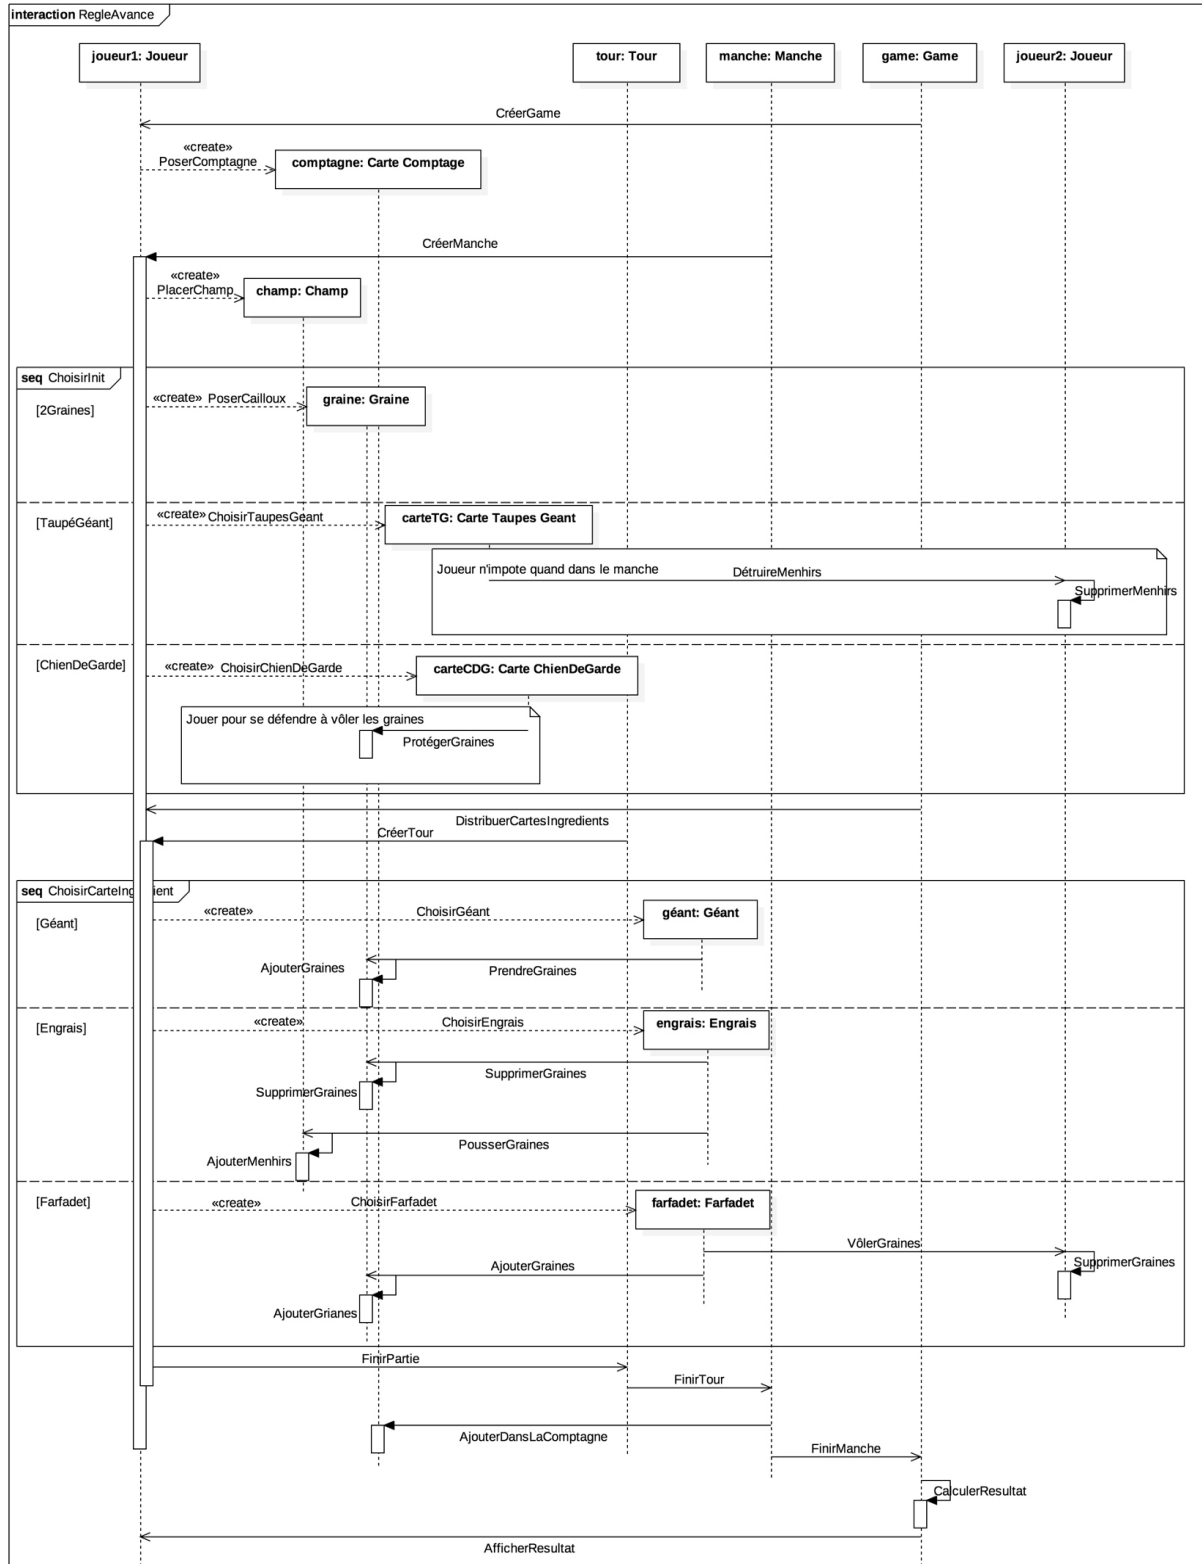 interaction RegleAvance
joueur1: Joueur
tour: Tour
manche: Manche
game: Game
joueur2: Joueur
CréerGame
«create»
PoserComptagne
comptagne: Carte Comptage
CréerManche
«create»
PlacerChamp
champ: Champ
seq ChoisirInit
[2Graines]
«create» PoserCailloux
graine: Graine
[TaupéGéant]
«create» ChoisirTaupesGeant
carteTG: Carte Taupes Geant
Joueur n'impote quand dans le manche
DétruireMenhirs
SupprimerMenhirs
[ChienDeGarde]
«create» ChoisirChienDeGarde
carteCDG: Carte ChienDeGarde
Jouer pour se défendre à vôler les graines
ProtégerGraines
DistribuerCartesIngredients
CréerTour
seq ChoisirCarteIngredient
[Géant]
«create»
ChoisirGéant
géant: Géant
AjouterGraines
PrendreGraines
[Engrais]
«create»
ChoisirEngrais
engrais: Engrais
SupprimerGraines
SupprimerGraines
PousserGraines
AjouterMenhirs
[Farfadet]
«create»
ChoisirFarfadet
farfadet: Farfadet
VôlerGraines
SupprimerGraines
AjouterGraines
AjouterGrianes
FinirPartie
FinirTour
AjouterDansLaComptagne
FinirManche
CalculerResultat
AfficherResultat